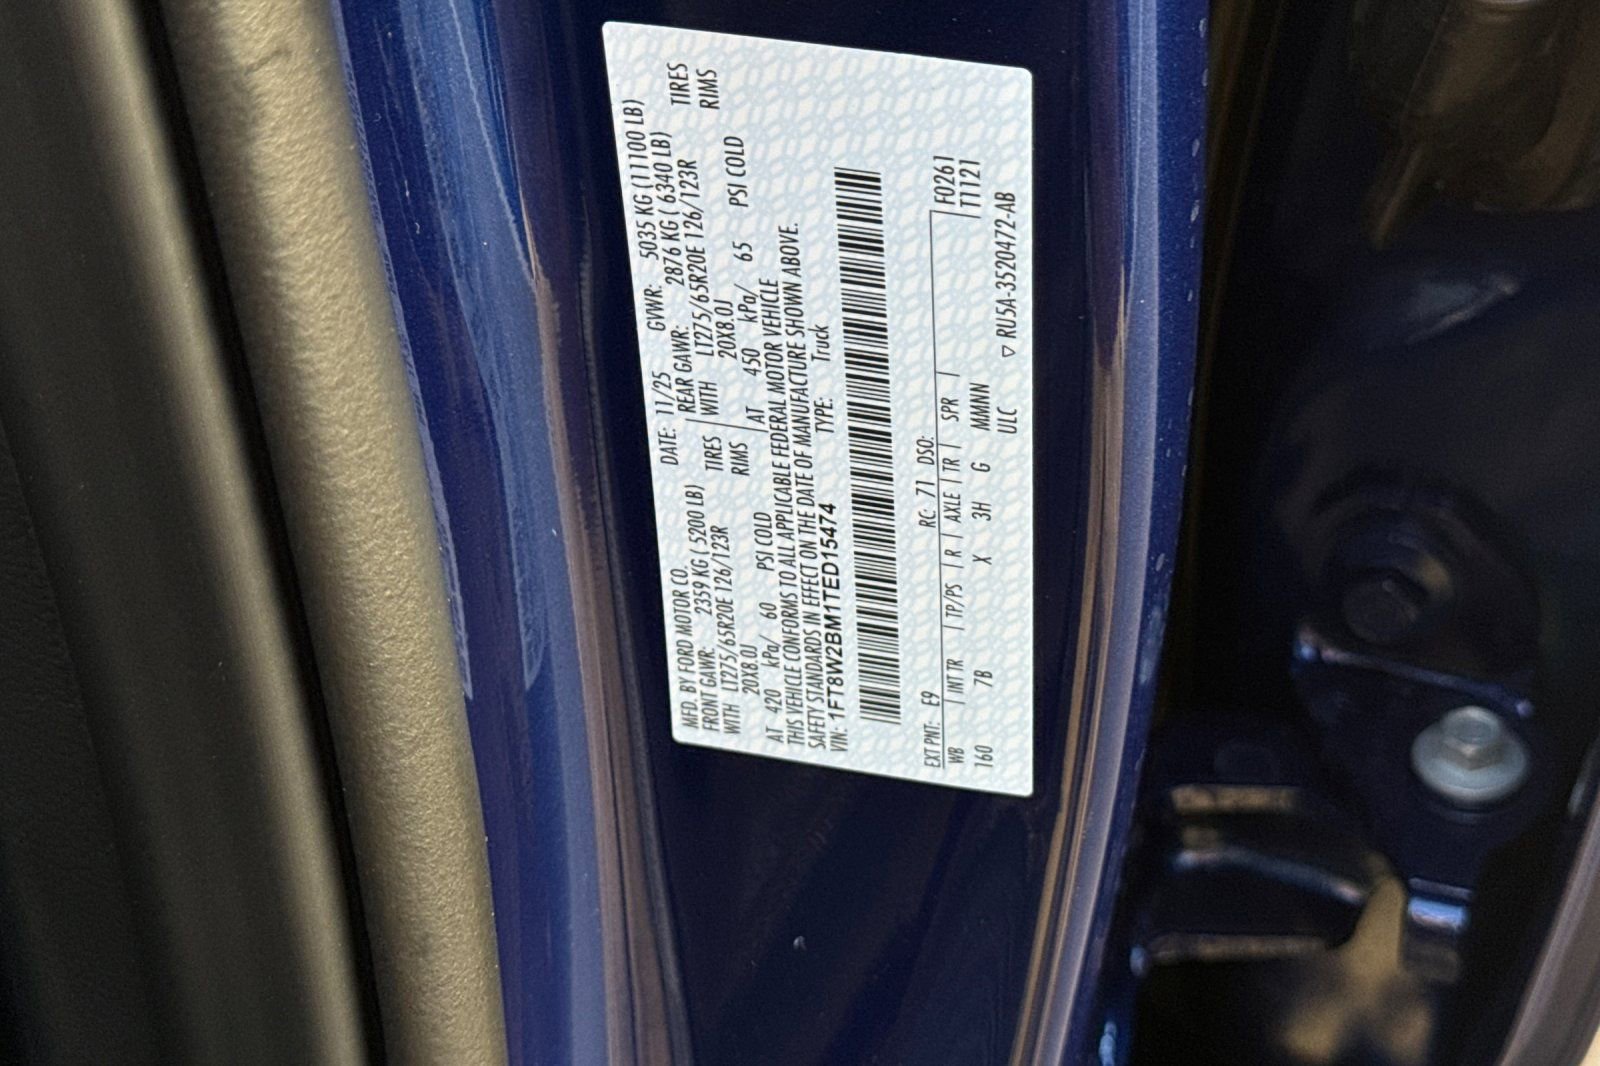 MFD. BY FORD MOTOR CO.
DATE: 11/25 GVWR: 5035 KG (11100 LB)
FRONT GAWR: 2359 KG ( 5200 LB)
REAR GAWR: 2876 KG ( 6340 LB)
WITH LT275/65R20E 126/123R TIRES
WITH LT275/65R20E 126/123R TIRES
20X8.0J RIMS
20X8.0J RIMS
AT 420 kPa/ 60 PSI COLD
AT 450 kPa/ 65 PSI COLD
THIS VEHICLE CONFORMS TO ALL APPLICABLE FEDERAL MOTOR VEHICLE
SAFETY STANDARDS IN EFFECT ON THE DATE OF MANUFACTURE SHOWN ABOVE.
VIN: 1FT8W2BM1TED15474 TYPE: Truck
EXT PNT: E9 RC: 71 DSO: F0261
WB INT TR TP/PS R AXLE TR SPR T1121
160 7B X 3H G MMNN
ULC ▽ RU5A-3520472-AB